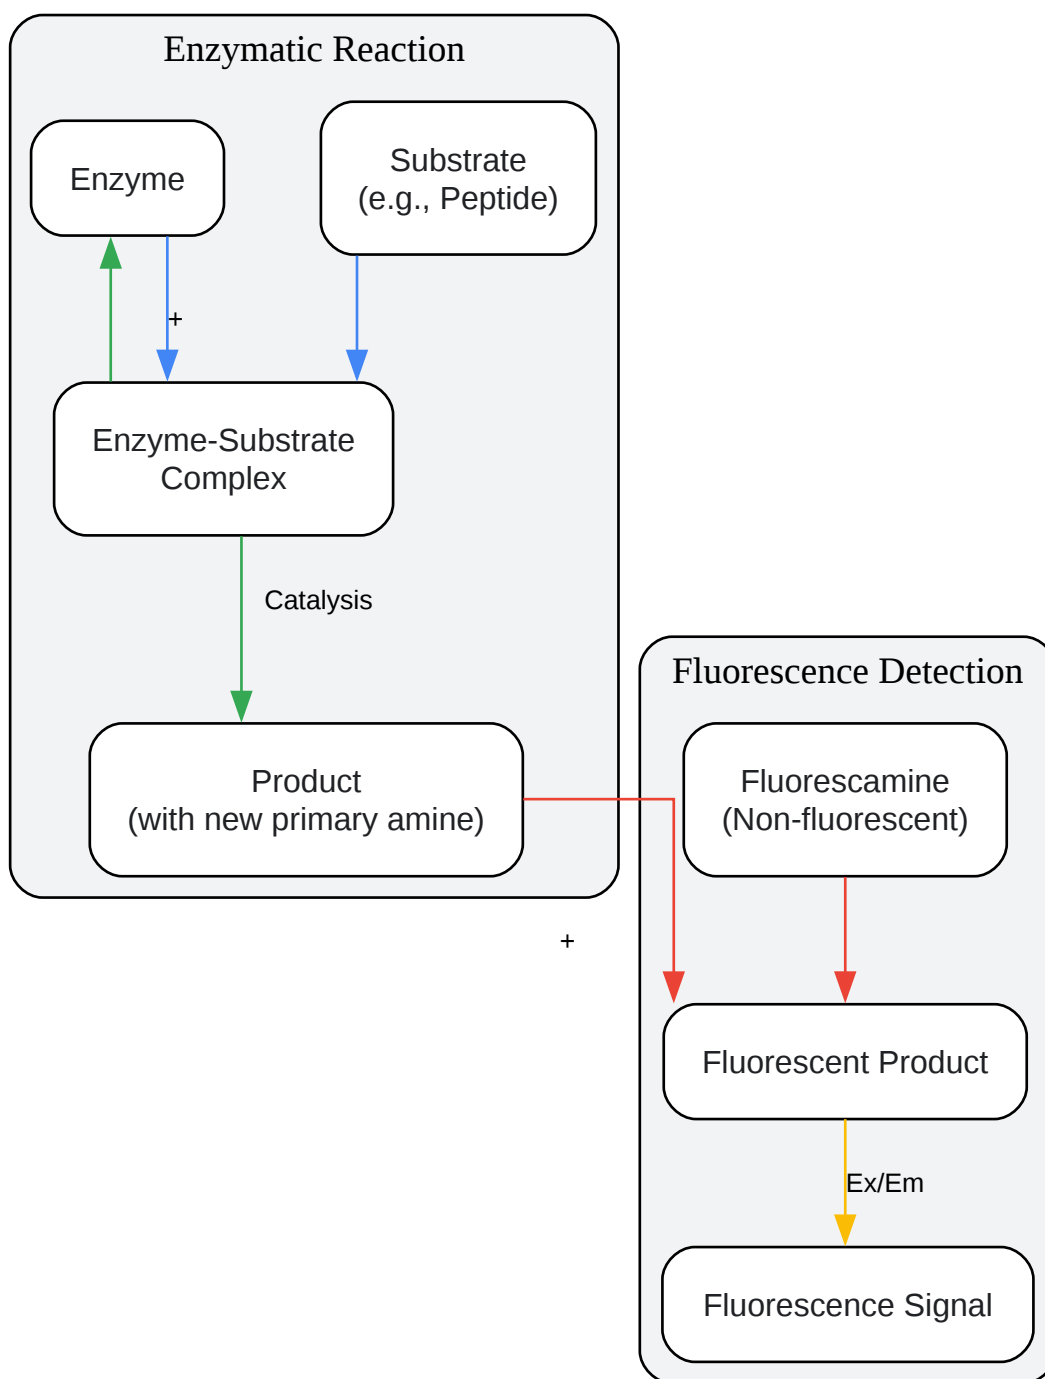 Enzymatic Reaction
Enzyme
Substrate
(e.g., Peptide)
+
Enzyme-Substrate
Complex
Catalysis
Product
(with new primary amine)
+
Fluorescence Detection
Fluorescamine
(Non-fluorescent)
Fluorescent Product
Ex/Em
Fluorescence Signal